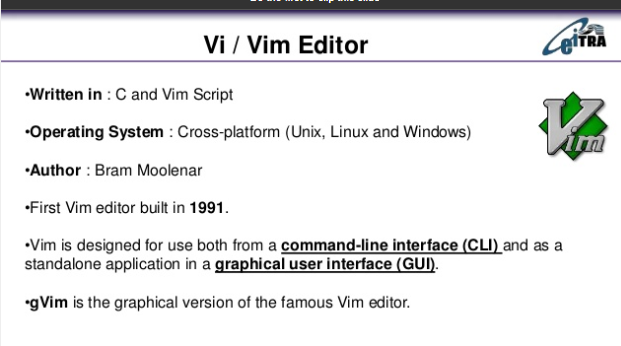 Vi / Vim Editor
eiTRA
•Written in : C and Vim Script
•Operating System : Cross-platform (Unix, Linux and Windows)
Vim
•Author : Bram Moolenar
•First Vim editor built in 1991.
•Vim is designed for use both from a command-line interface (CLI) and as a
standalone application in a graphical user interface (GUI).
•gVim is the graphical version of the famous Vim editor.